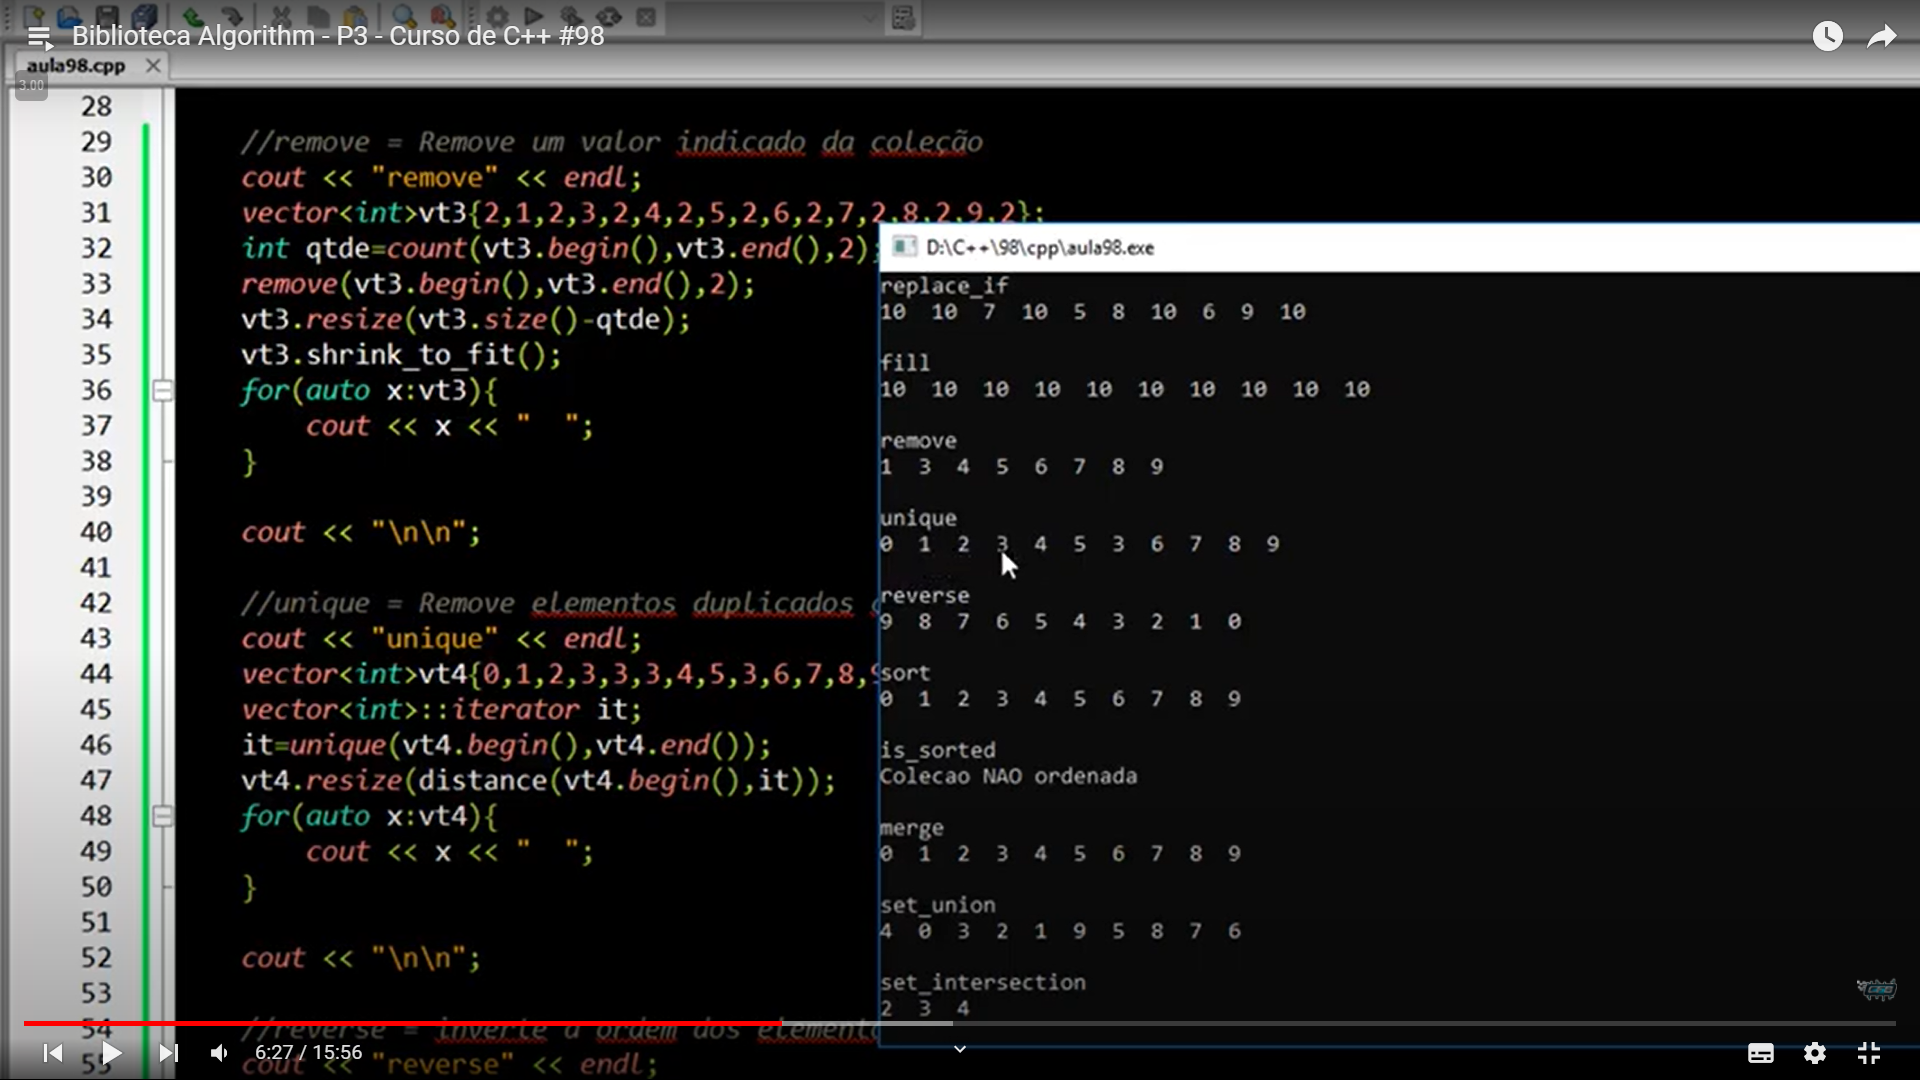 Biblioteca Algorithm - P3 - Curso de C++ #98
aula98.cpp
3.00
28
29 //remove = Remove um valor indicado da coleção
30 cout << "remove" << endl;
31 vector<int>vt3{2,1,2,3,2,4,2,5,2,6,2,7,2,8,2,9,2};
32 int qtde=count(vt3.begin(),vt3.end(),2);
33 remove(vt3.begin(),vt3.end(),2);
34 vt3.resize(vt3.size()-qtde);
35 vt3.shrink_to_fit();
36 for(auto x:vt3){
37 cout << x << "  ";
38 }
39
40 cout << "\n\n";
41
42 //unique = Remove elementos duplicados
43 cout << "unique" << endl;
44 vector<int>vt4{0,1,2,3,3,3,4,5,3,6,7,8,9
45 vector<int>::iterator it;
46 it=unique(vt4.begin(),vt4.end());
47 vt4.resize(distance(vt4.begin(),it));
48 for(auto x:vt4){
49 cout << x << "  ";
50 }
51
52 cout << "\n\n";
53
54 //reverse = inverte a ordem dos elemento
55 cout << "reverse" << endl;
D:\C++\98\cpp\aula98.exe
replace_if
10 10 7 10 5 8 10 6 9 10
fill
10 10 10 10 10 10 10 10 10 10
remove
1 3 4 5 6 7 8 9
unique
0 1 2 3 4 5 3 6 7 8 9
reverse
9 8 7 6 5 4 3 2 1 0
sort
0 1 2 3 4 5 6 7 8 9
is_sorted
Colecao NAO ordenada
merge
0 1 2 3 4 5 6 7 8 9
set_union
4 0 3 2 1 9 5 8 7 6
set_intersection
2 3 4
6:27 / 15:56